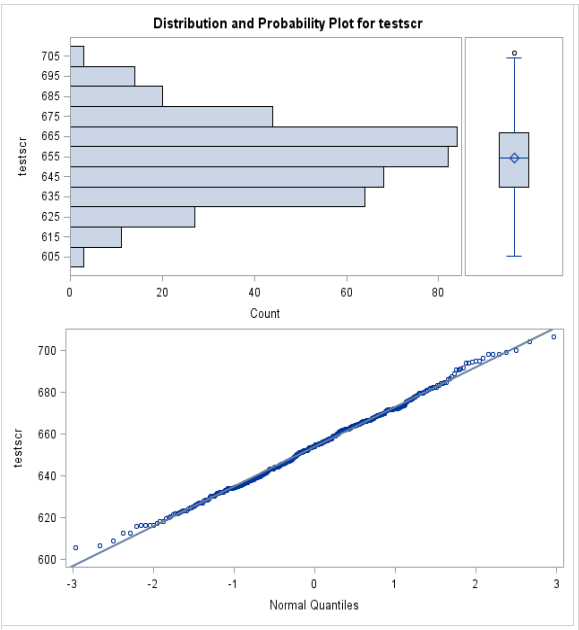 Distribution and Probability Plot for testscr
705
695
685
675
665
655
645
635
625
615
605
testscr
0 20 40 60 80
Count
700
680
660
640
620
600
testscr
-3 -2 -1 0 1 2 3
Normal Quantiles